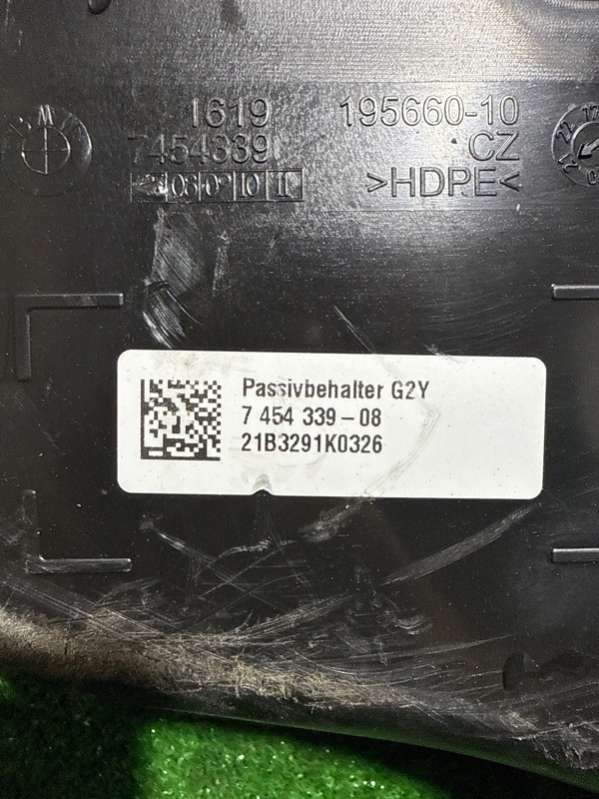 1619
7454339
195660-10
CZ
>HDPE<
Passivbehalter G2Y
7 454 339-08
21B3291K0326